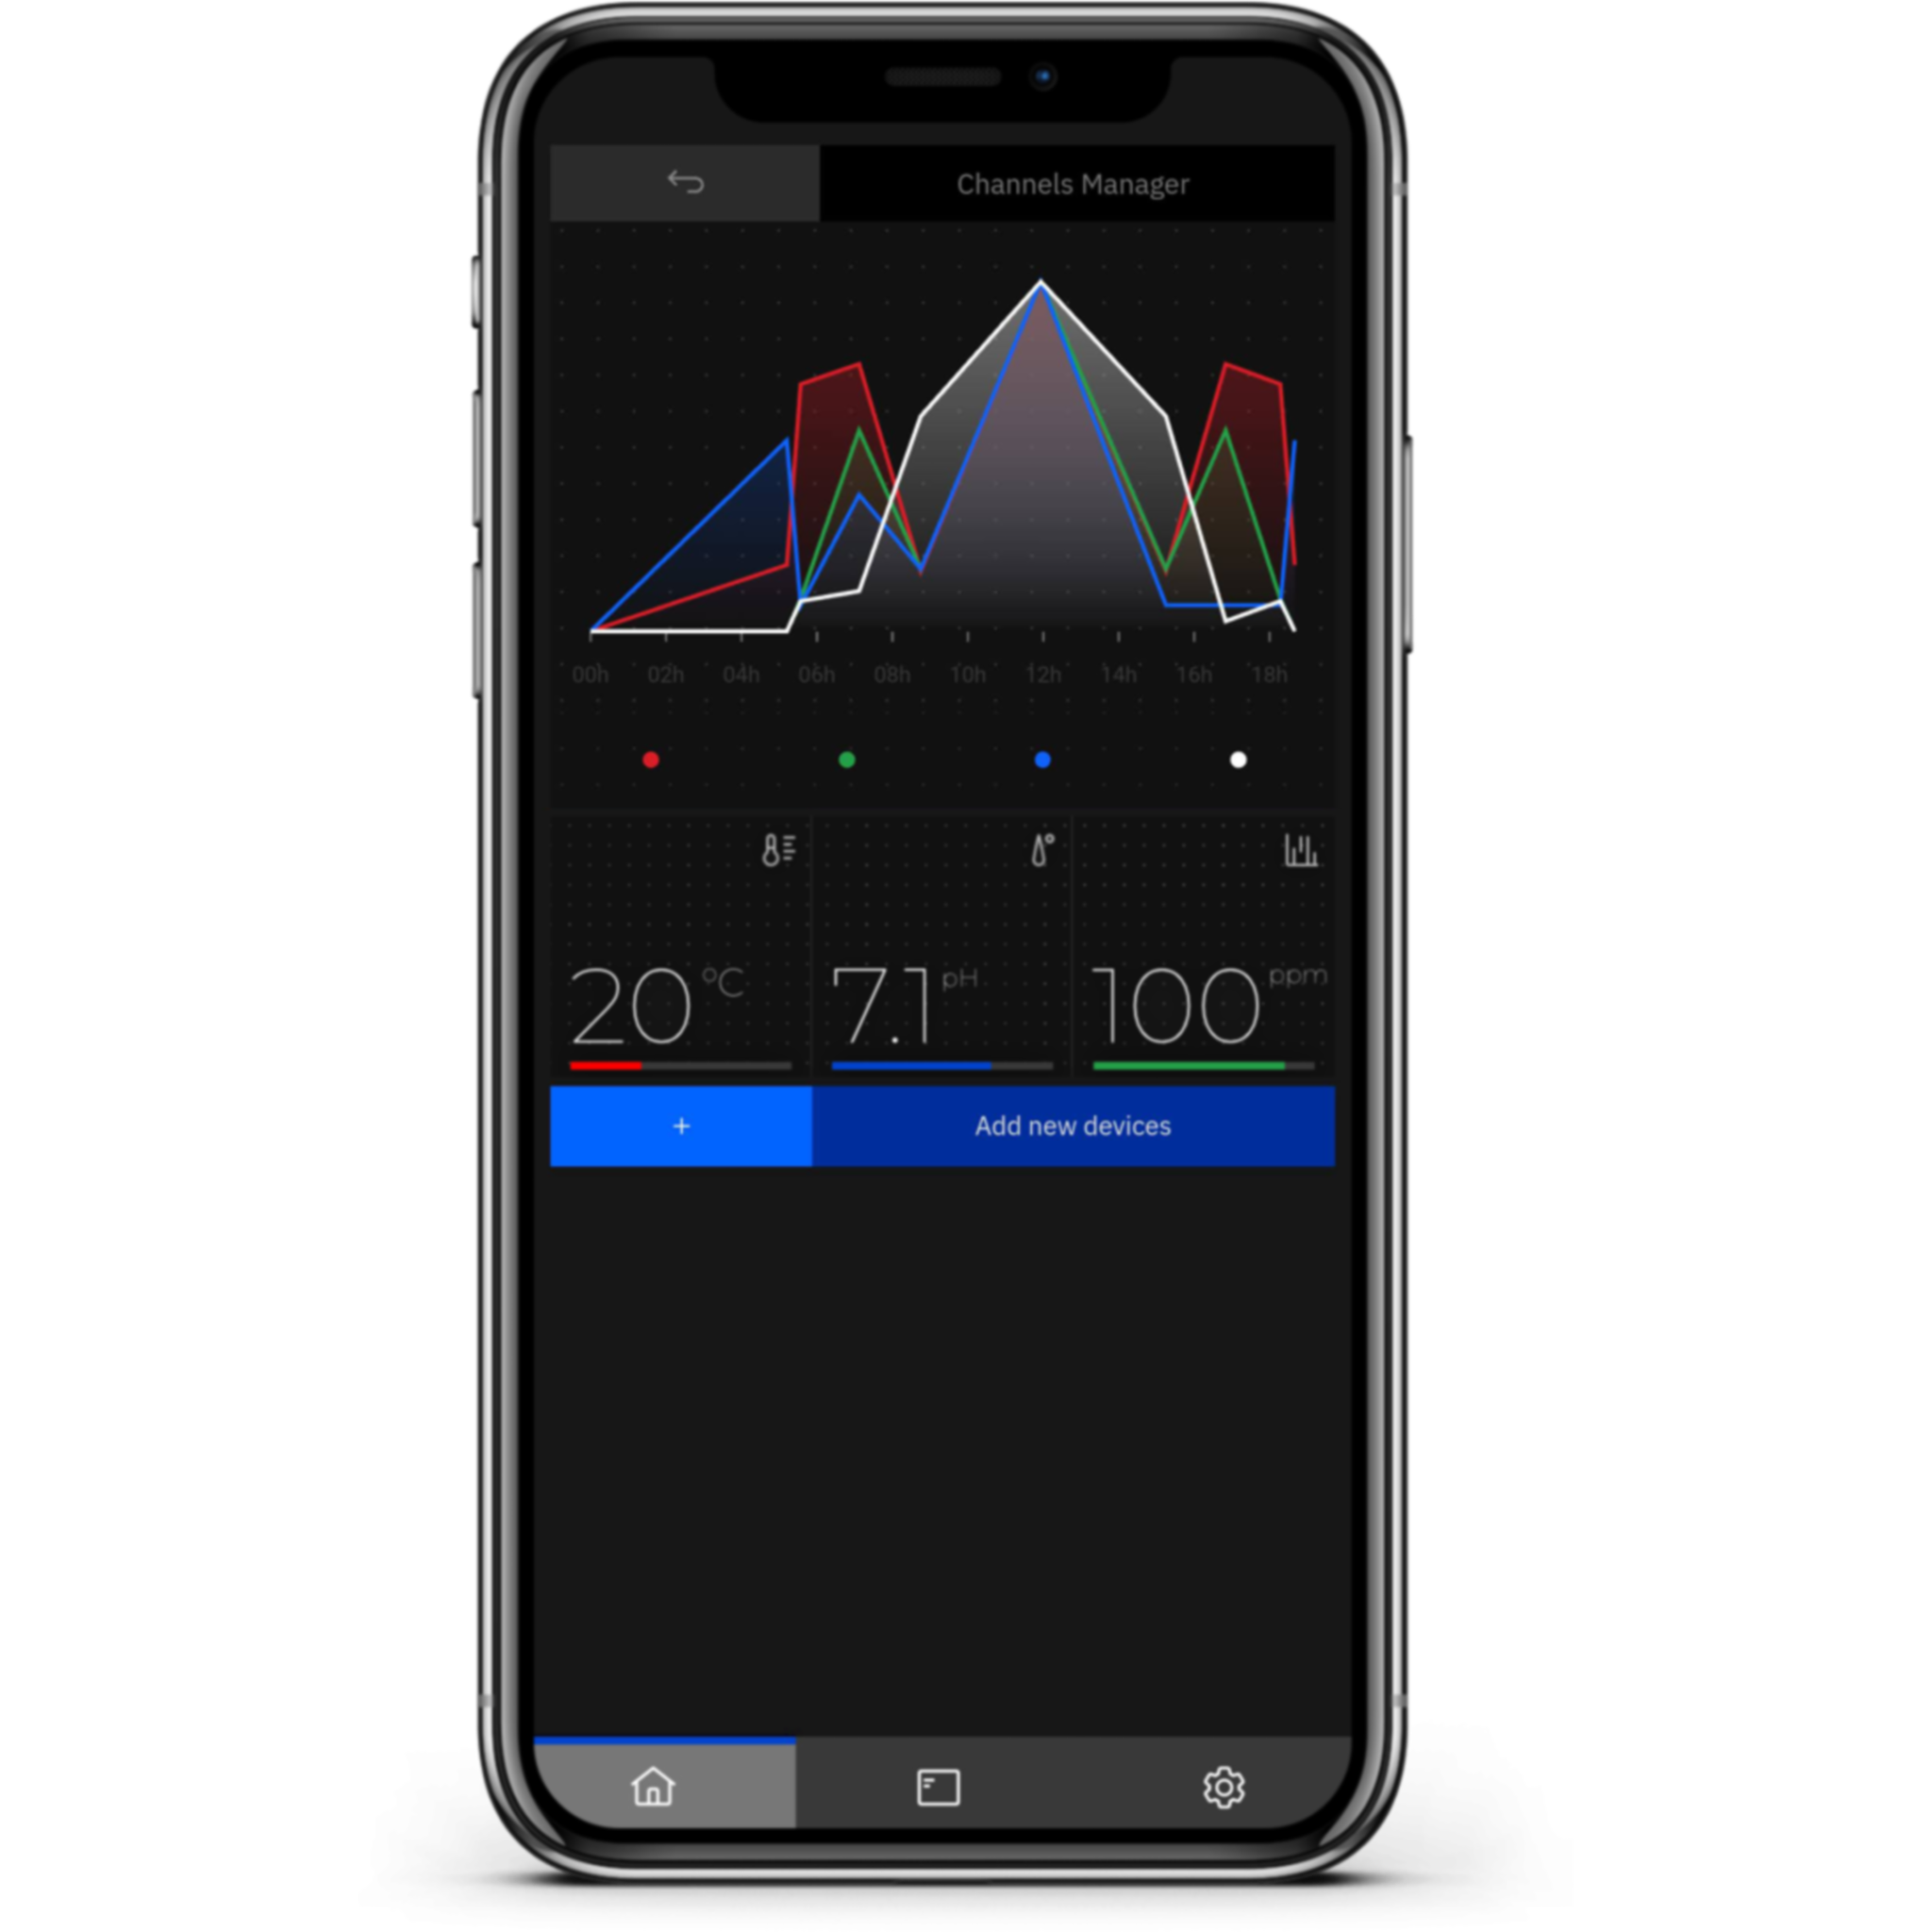 Channels Manager
00h 02h 04h 06h 08h 10h 12h 14h 16h 18h
20 °C 7.1 pH 100 ppm
+ Add new devices